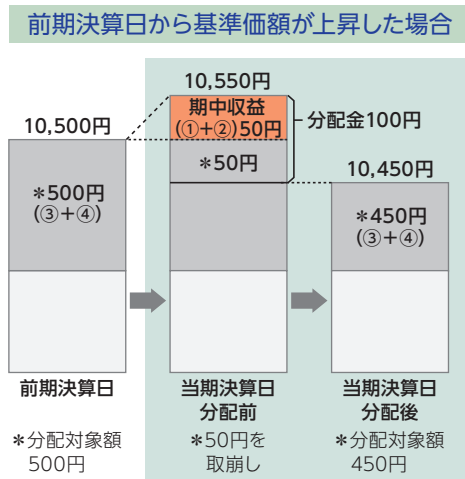 前期決算日から基準価額が上昇した場合
10,550円
期中収益
(①+②)50円
分配金100円
10,500円
*50円
10,450円
*500円
(③+④)
*450円
(③+④)
前期決算日
当期決算日
分配前
当期決算日
分配後
*分配対象額
500円
*50円を
取崩し
*分配対象額
450円